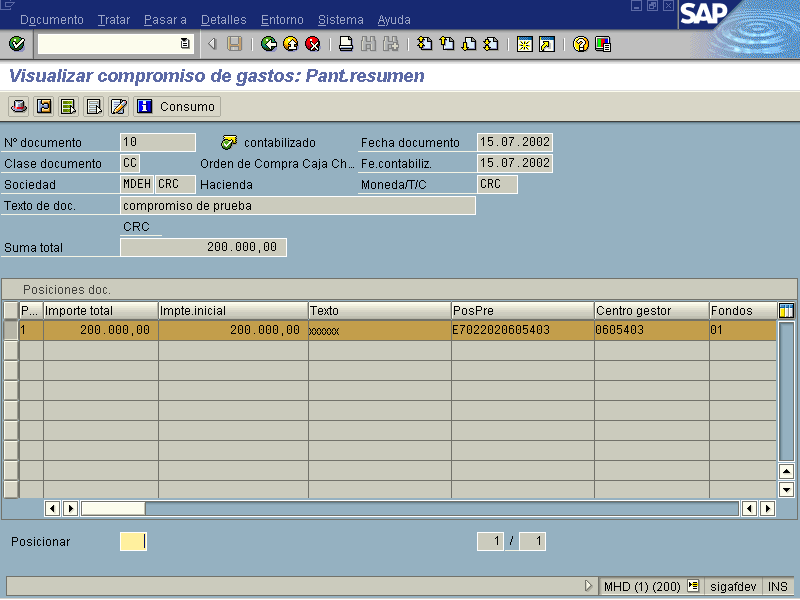 Documento Tratar Pasar a Detalles Entorno Sistema Ayuda
SAP
Visualizar compromiso de gastos: Pant.resumen
Consumo
Nº documento 10 contabilizado Fecha documento 15.07.2002
Clase documento CC Orden de Compra Caja Ch... Fe.contabiliz. 15.07.2002
Sociedad MDEH CRC Hacienda Moneda/T/C CRC
Texto de doc. compromiso de prueba
CRC
Suma total 200.000,00
Posiciones doc.
P... Importe total Impte.inicial Texto PosPre Centro gestor Fondos
1 200.000,00 200.000,00 xxxxxxx E7022020605403 0605403 01
Posicionar 1 / 1
MHD (1) (200) sigafdev INS